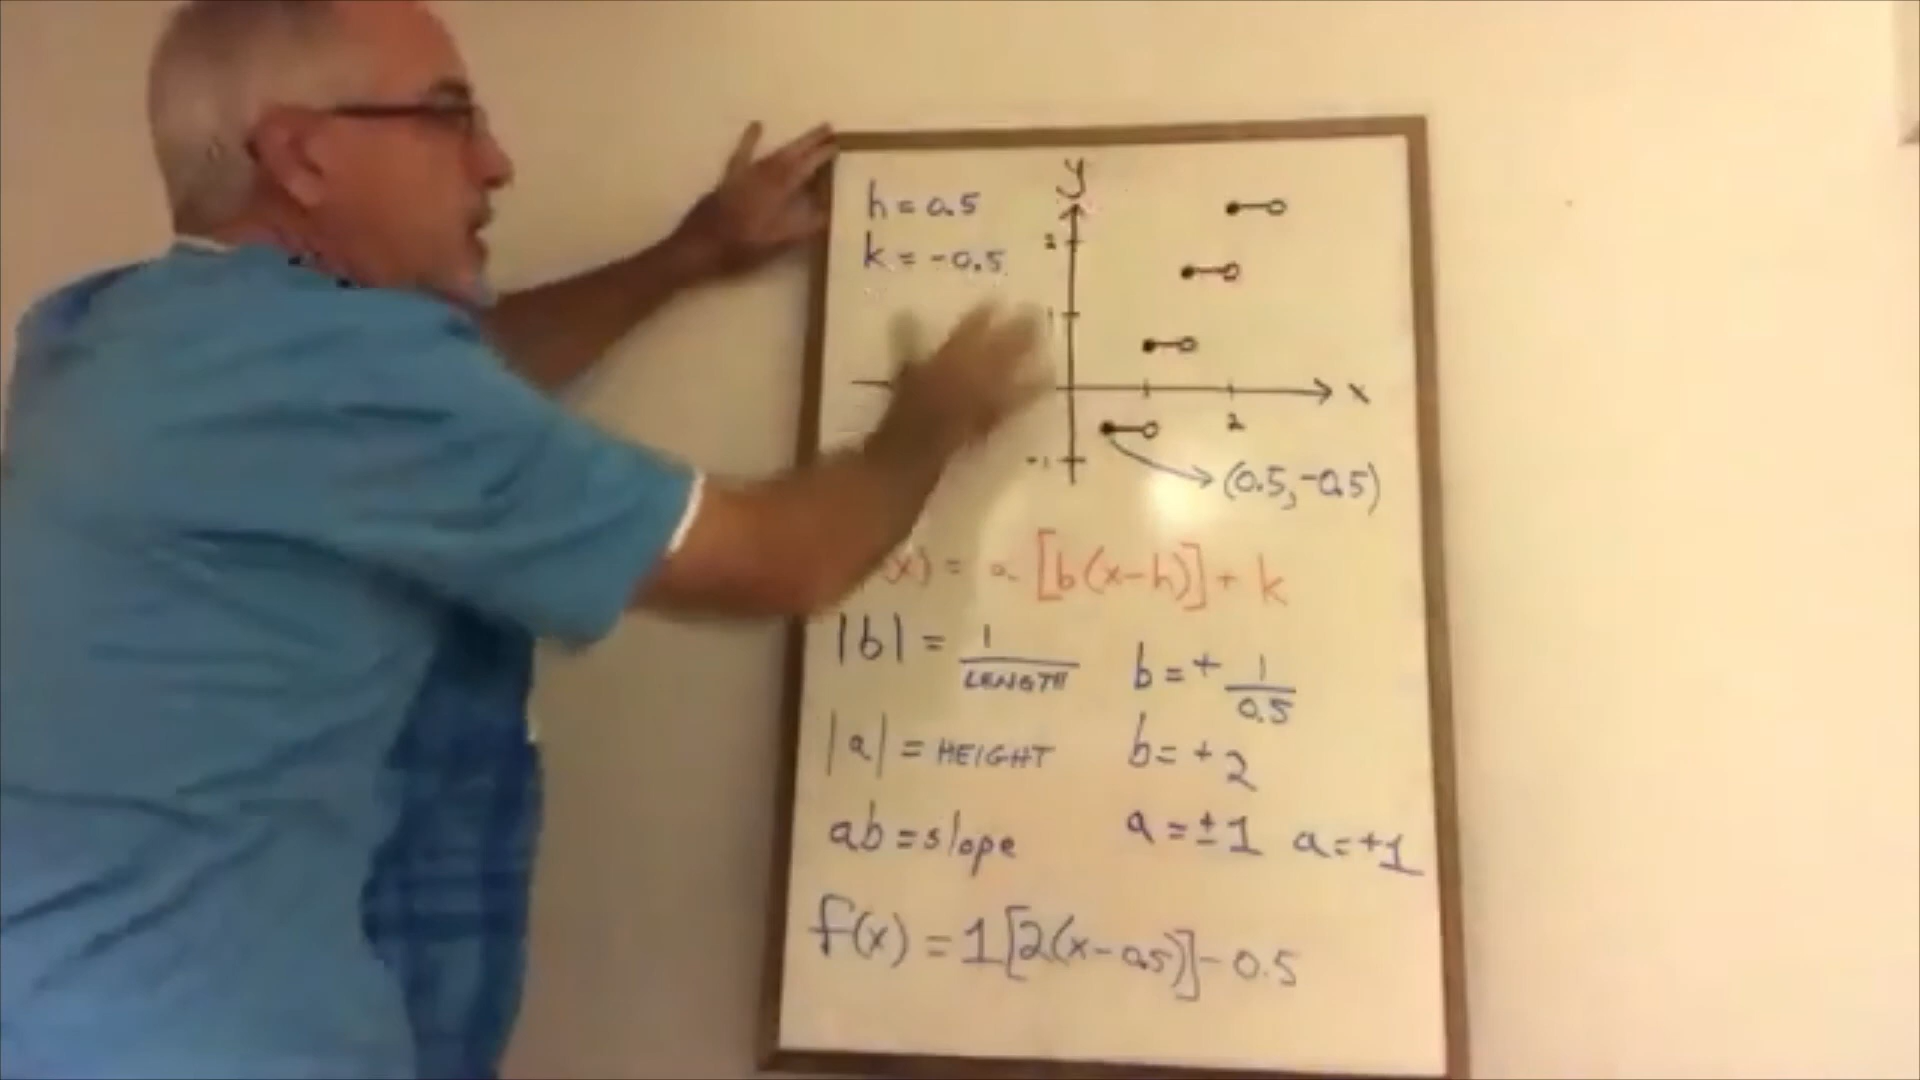 h = 0.5
k = -0.5
y
2
1
x
2
-1
(0.5, -0.5)
(x) = a [b(x-h)] + k
|b| = 1/LENGTH
b = + 1/0.5
|a| = HEIGHT
b = + 2
ab = slope
a = ± 1 a = +1
f(x) = 1[2(x-0.5)] - 0.5